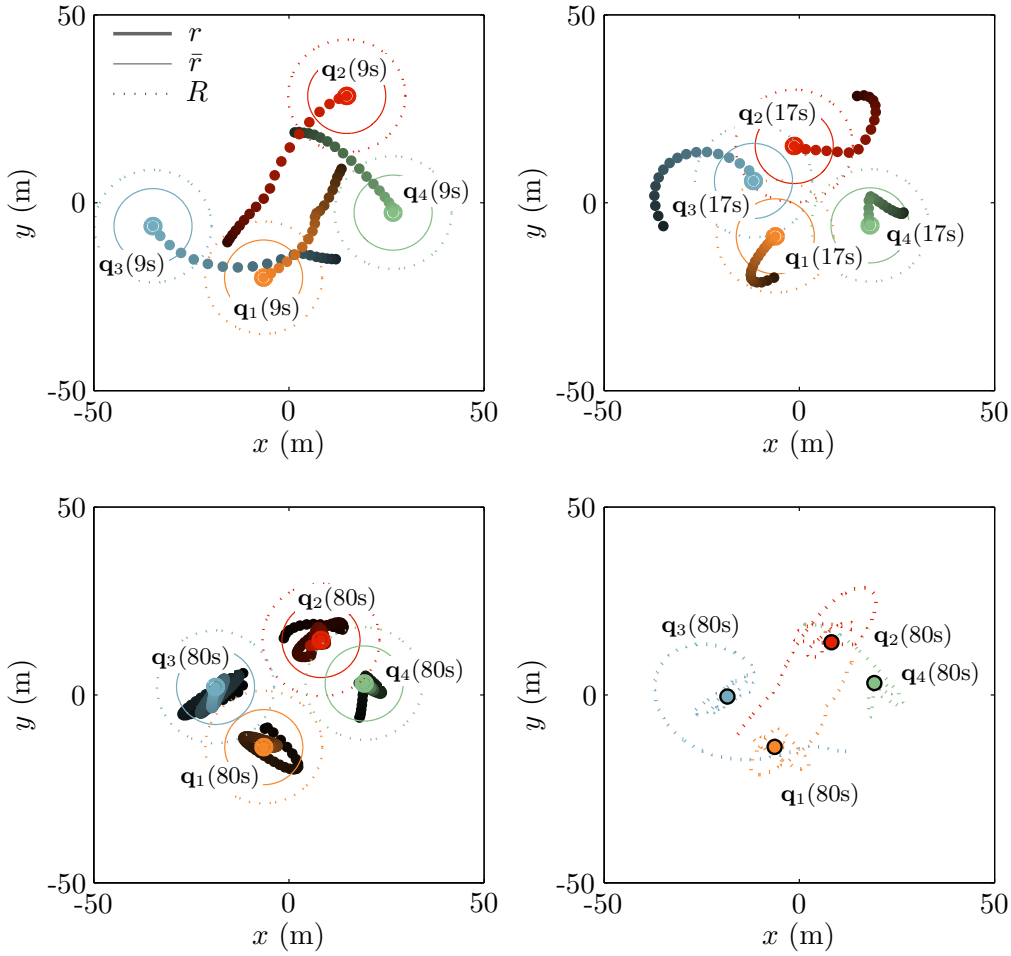 50
0
-50
-50
0
50
x (m)
y (m)
r
r̄
R
q₂(9s)
q₄(9s)
q₃(9s)
q₁(9s)
50
0
-50
-50
0
50
x (m)
y (m)
q₂(17s)
q₃(17s)
q₄(17s)
q₁(17s)
50
0
-50
-50
0
50
x (m)
y (m)
q₂(80s)
q₃(80s)
q₄(80s)
q₁(80s)
50
0
-50
-50
0
50
x (m)
y (m)
q₃(80s)
q₂(80s)
q₄(80s)
q₁(80s)